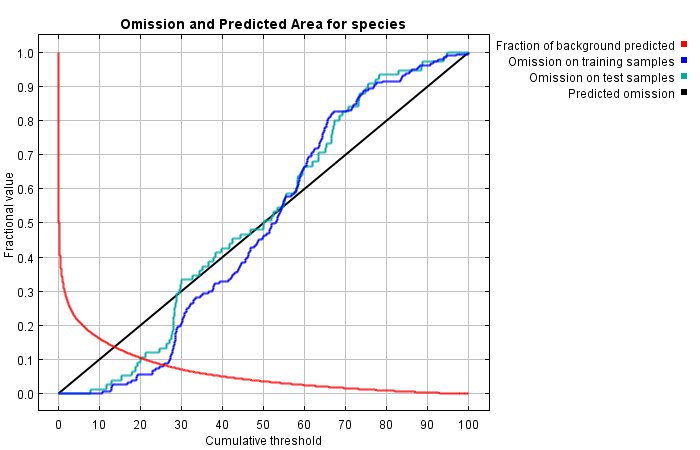 Omission and Predicted Area for species
Fraction of background predicted
Omission on training samples
Omission on test samples
Predicted omission
Fractional value
1.0
0.9
0.8
0.7
0.6
0.5
0.4
0.3
0.2
0.1
0.0
0 10 20 30 40 50 60 70 80 90 100
Cumulative threshold